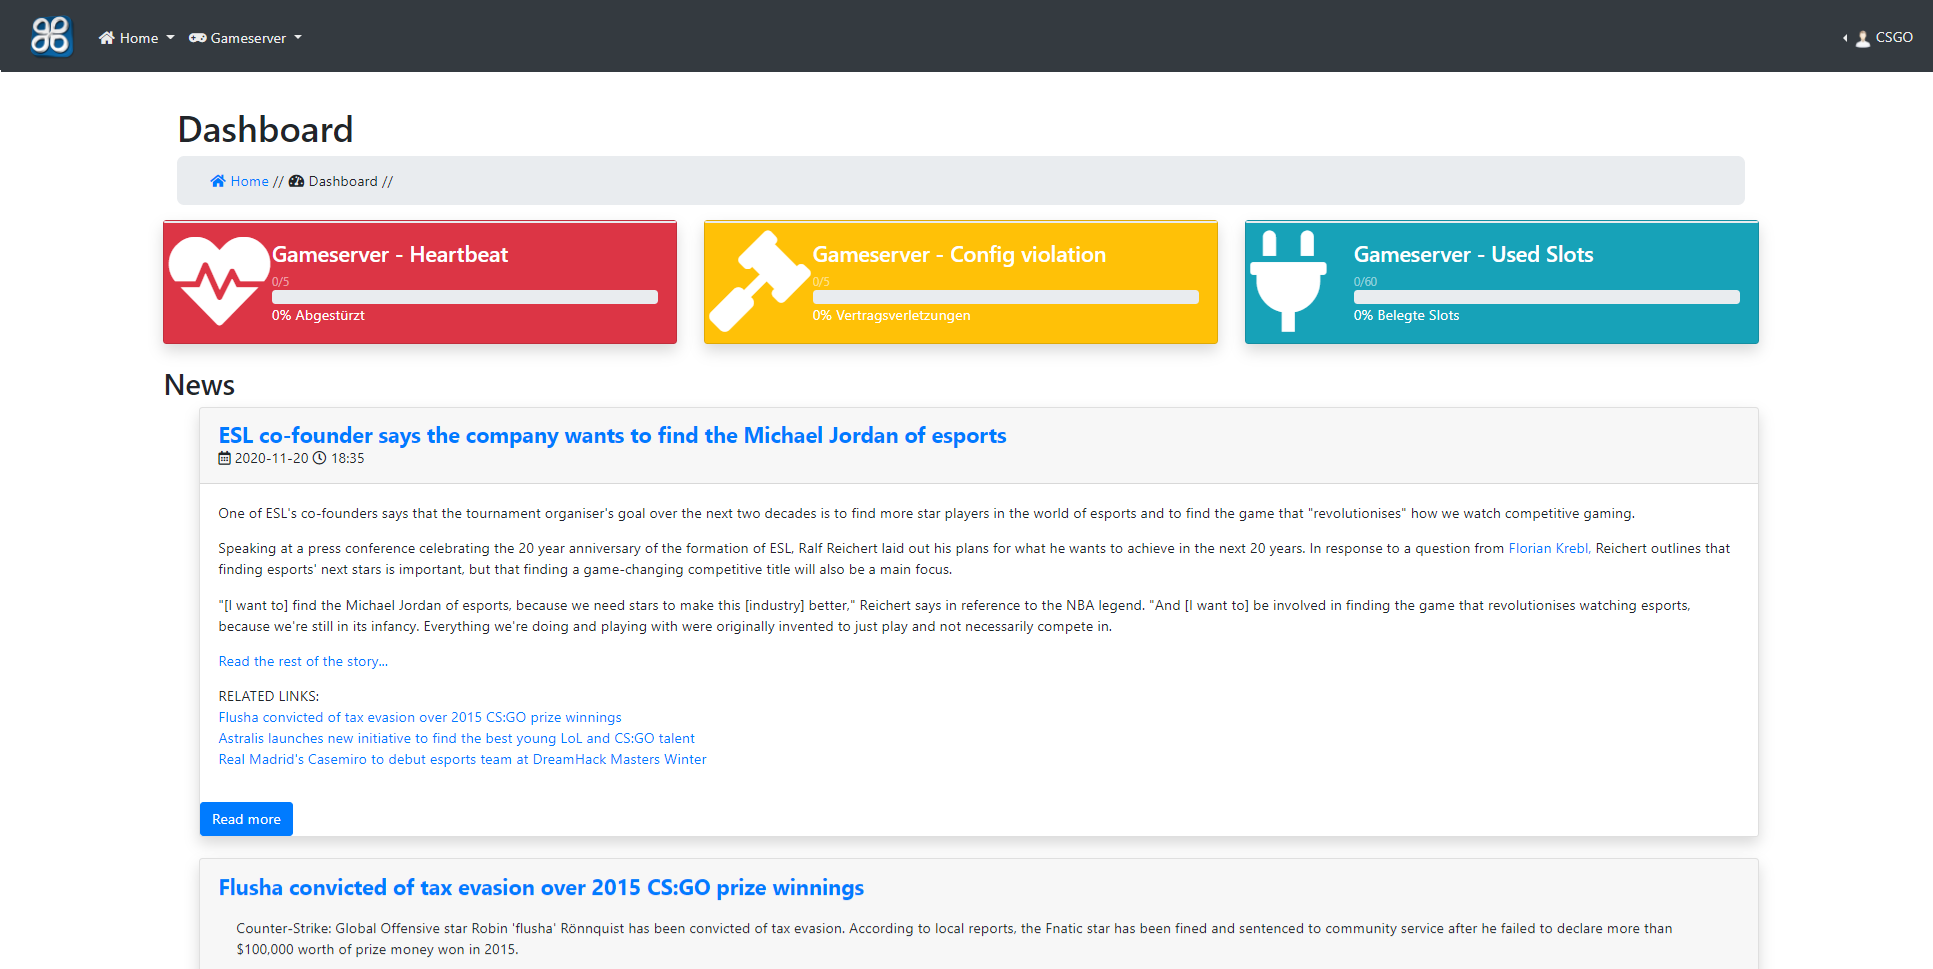 Home Gameserver CSGO
Dashboard
Home // Dashboard //
Gameserver - Heartbeat
0/5
0% Abgestürzt
Gameserver - Config violation
0/5
0% Vertragsverletzungen
Gameserver - Used Slots
0/60
0% Belegte Slots
News
ESL co-founder says the company wants to find the Michael Jordan of esports
2020-11-20 18:35
One of ESL's co-founders says that the tournament organiser's goal over the next two decades is to find more star players in the world of esports and to find the game that "revolutionises" how we watch competitive gaming.
Speaking at a press conference celebrating the 20 year anniversary of the formation of ESL, Ralf Reichert laid out his plans for what he wants to achieve in the next 20 years. In response to a question from Florian Krebl, Reichert outlines that
finding esports' next stars is important, but that finding a game-changing competitive title will also be a main focus.
"[I want to] find the Michael Jordan of esports, because we need stars to make this [industry] better," Reichert says in reference to the NBA legend. "And [I want to] be involved in finding the game that revolutionises watching esports,
because we're still in its infancy. Everything we're doing and playing with were originally invented to just play and not necessarily compete in.
Read the rest of the story...
RELATED LINKS:
Flusha convicted of tax evasion over 2015 CS:GO prize winnings
Astralis launches new initiative to find the best young LoL and CS:GO talent
Real Madrid's Casemiro to debut esports team at DreamHack Masters Winter
Read more
Flusha convicted of tax evasion over 2015 CS:GO prize winnings
Counter-Strike: Global Offensive star Robin 'flusha' Rönnquist has been convicted of tax evasion. According to local reports, the Fnatic star has been fined and sentenced to community service after he failed to declare more than
$100,000 worth of prize money won in 2015.